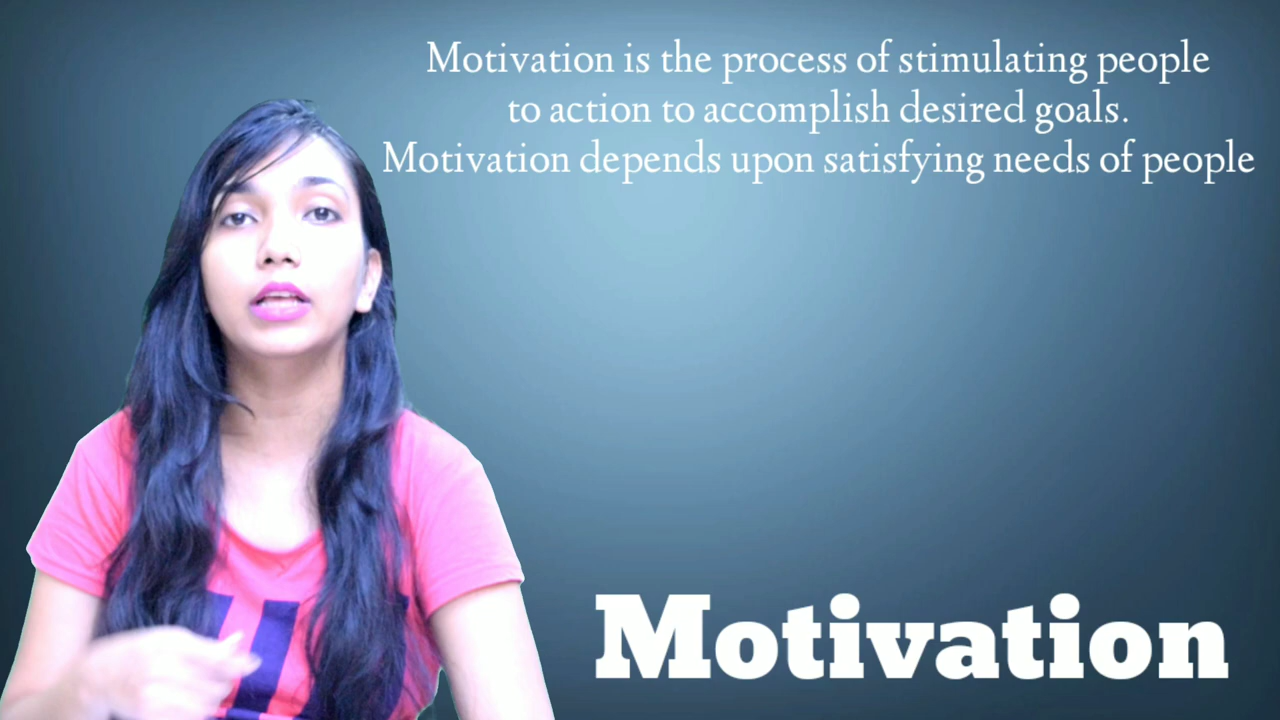 Motivation is the process of stimulating people
to action to accomplish desired goals.
Motivation depends upon satisfying needs of people
Motivation